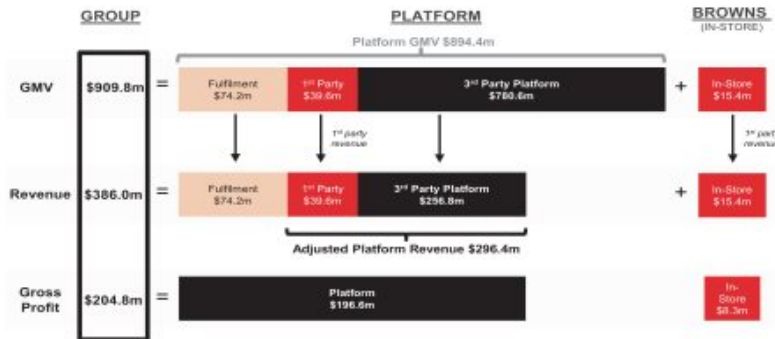 GROUP
PLATFORM
BROWNS
(IN-STORE)
Platform GMV $894.4m
GMV
$909.8m
=
Fulfilment
$74.2m
1st Party
$39.6m
3rd Party Platform
$780.6m
+
In-Store
$15.4m
1st party
revenue
1st part
revenue
Revenue
$386.0m
=
Fulfilment
$74.2m
1st Party
$39.6m
3rd Party Platform
$256.8m
+
In-Store
$15.4m
Adjusted Platform Revenue $296.4m
Gross
Profit
$204.8m
=
Platform
$196.6m
In-
Store
$8.3m